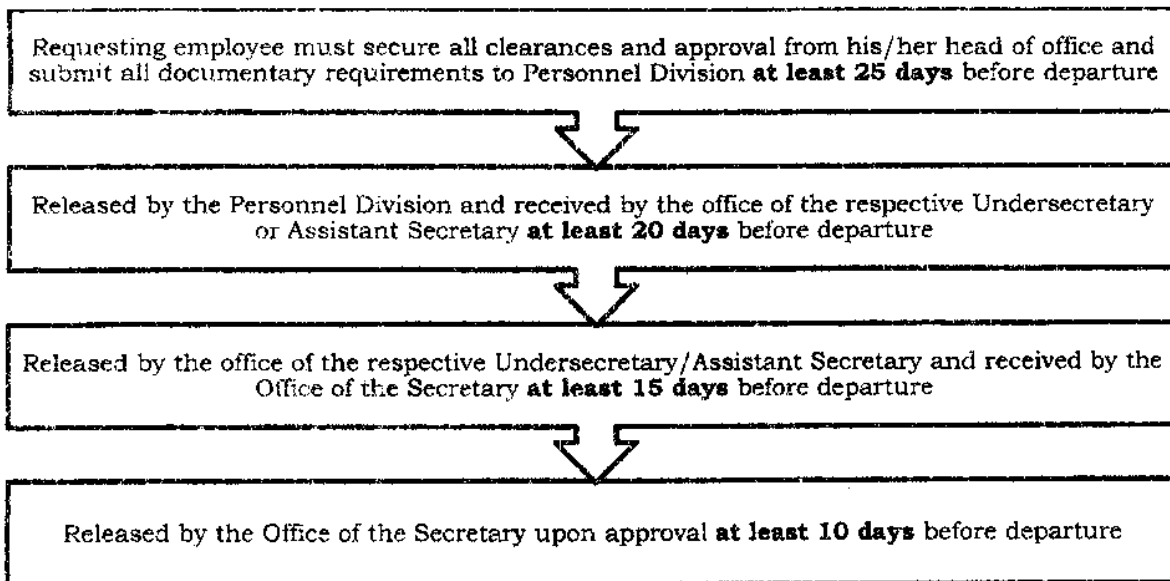 Requesting employee must secure all clearances and approval from his/her head of office and
submit all documentary requirements to Personnel Division at least 25 days before departure
Released by the Personnel Division and received by the office of the respective Undersecretary
or Assistant Secretary at least 20 days before departure
Released by the office of the respective Undersecretary/Assistant Secretary and received by the
Office of the Secretary at least 15 days before departure
Released by the Office of the Secretary upon approval at least 10 days before departure